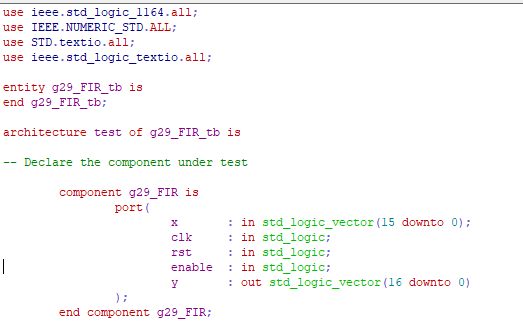 use ieee.std_logic_1164.all;
use IEEE.NUMERIC_STD.ALL;
use STD.textio.all;
use ieee.std_logic_textio.all;
entity g29_FIR_tb is
end g29_FIR_tb;
architecture test of g29_FIR_tb is
-- Declare the component under test
component g29_FIR is
port(
x : in std_logic_vector(15 downto 0);
clk : in std_logic;
rst : in std_logic;
enable : in std_logic;
y : out std_logic_vector(16 downto 0)
);
end component g29_FIR;